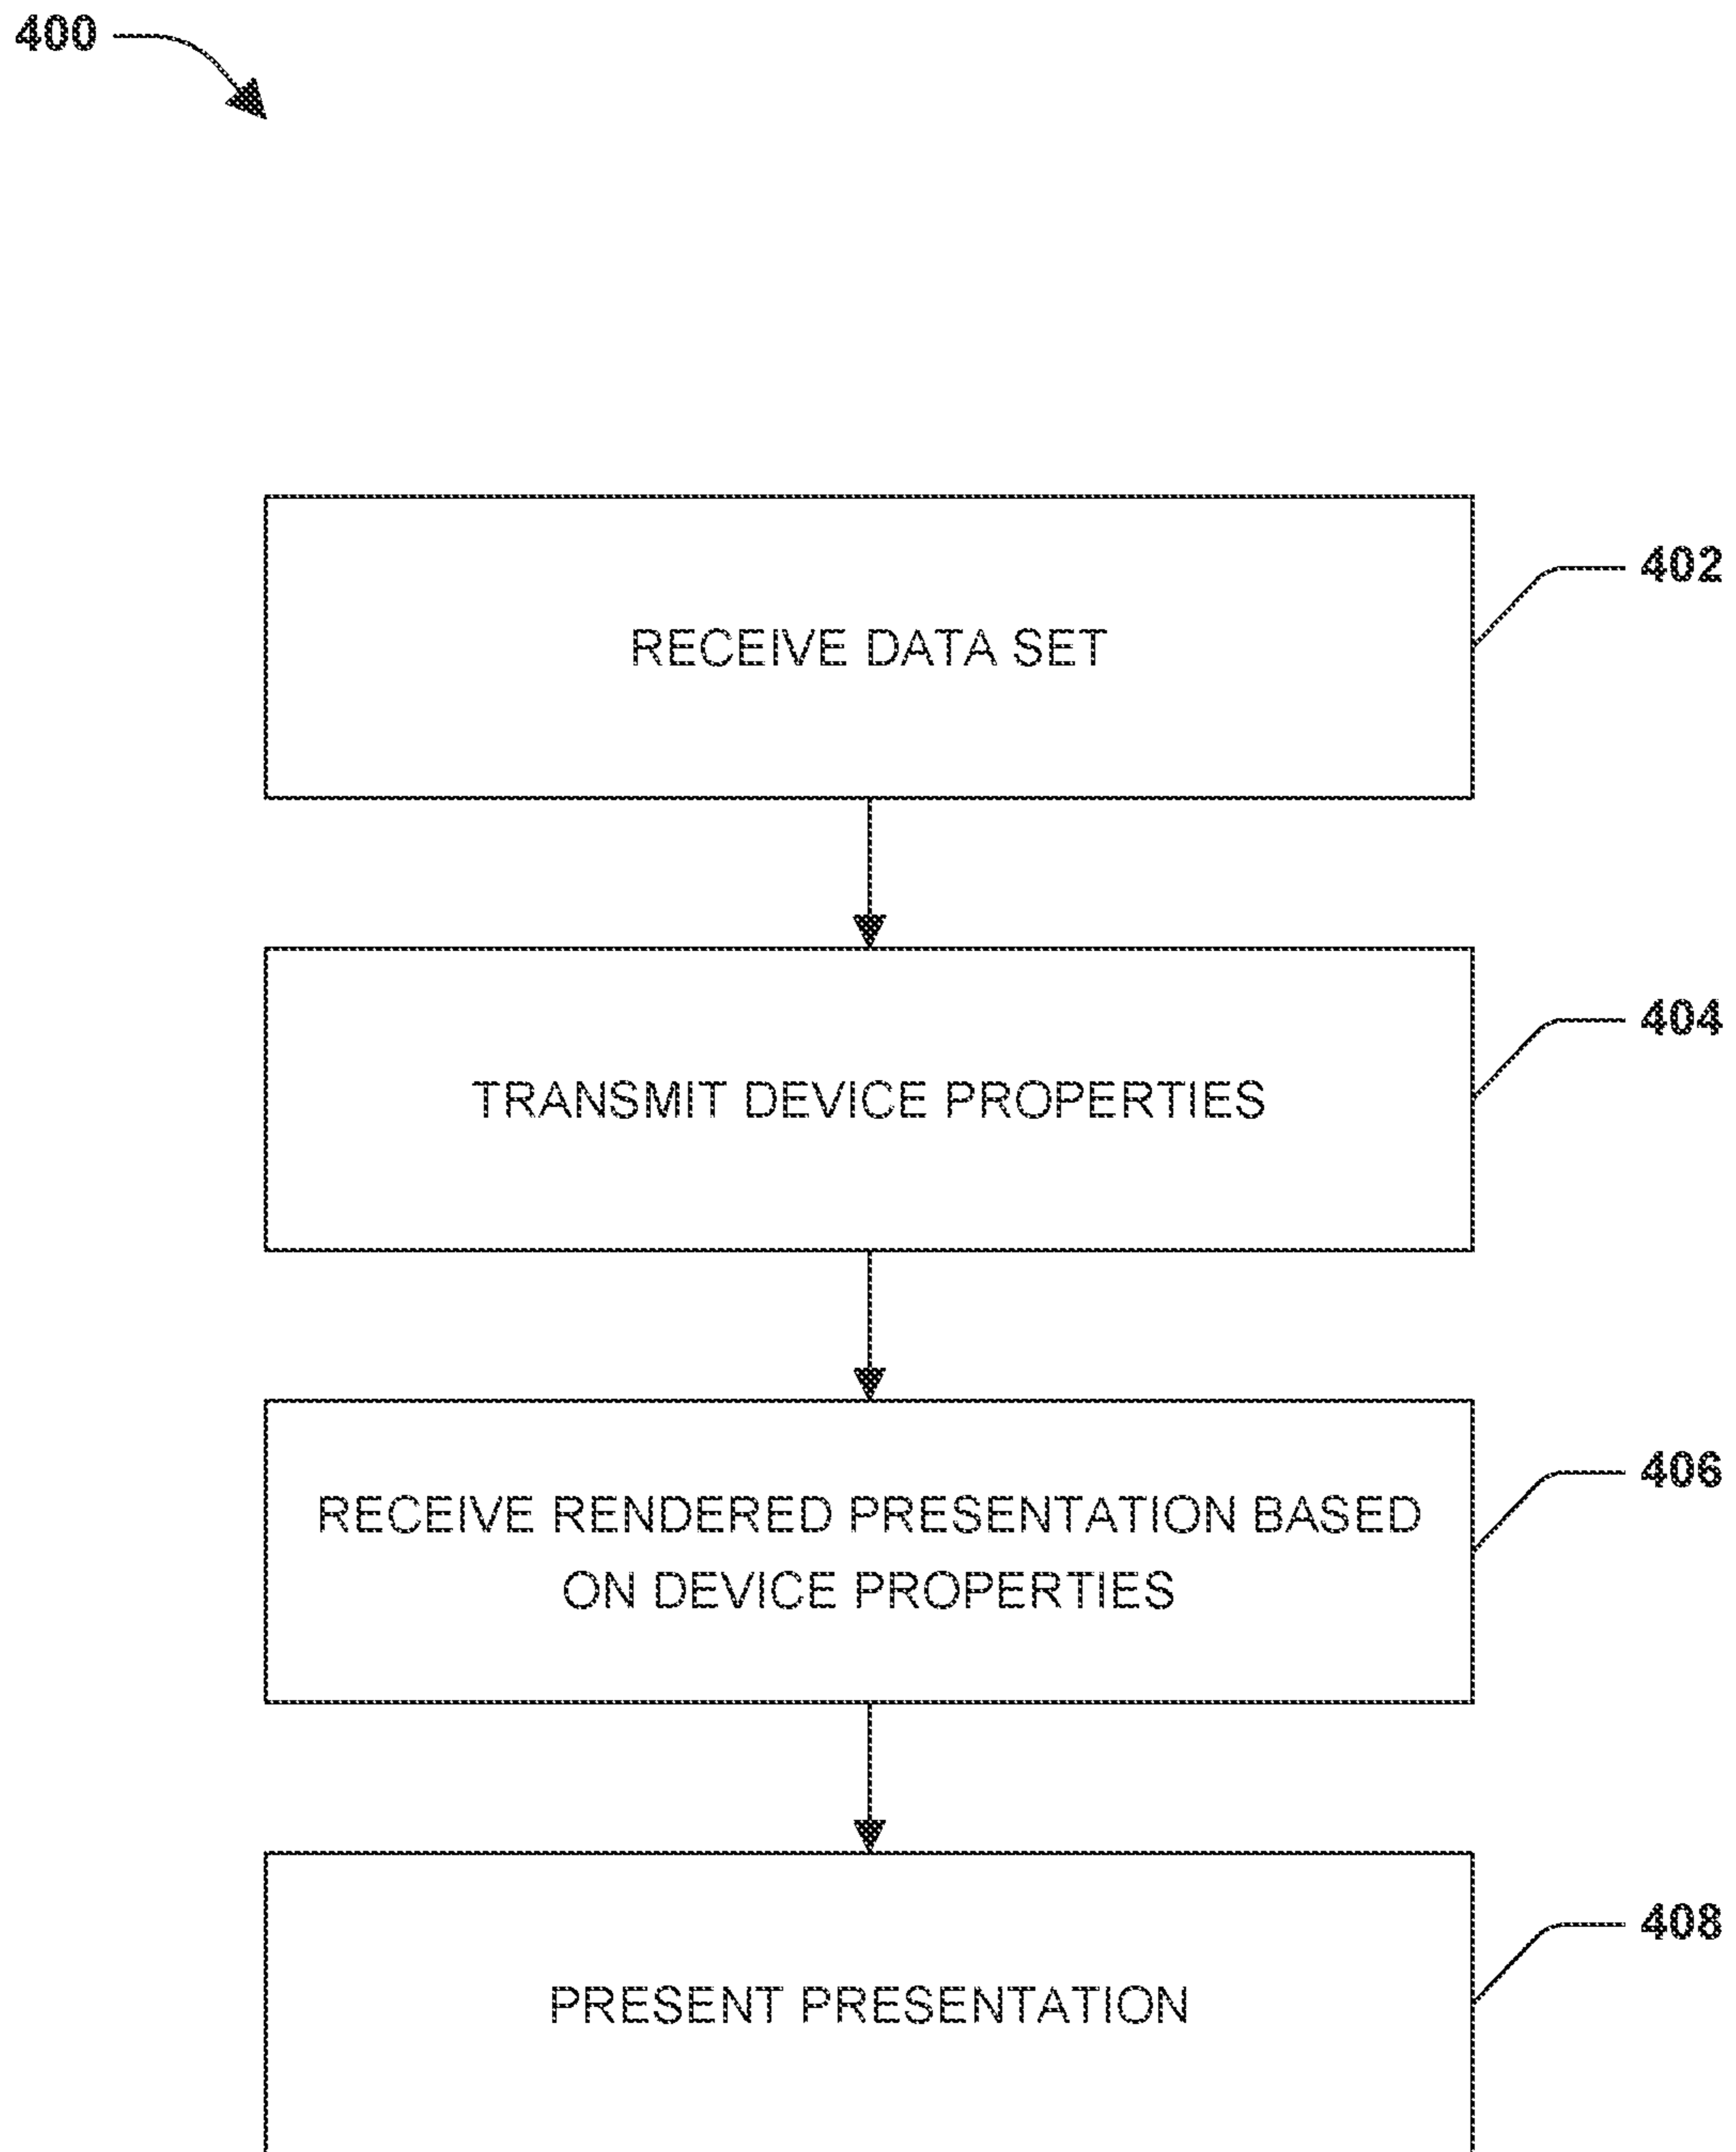 400
RECEIVE DATA SET
402
TRANSMIT DEVICE PROPERTIES
404
RECEIVE RENDERED PRESENTATION BASED
ON DEVICE PROPERTIES
406
PRESENT PRESENTATION
408